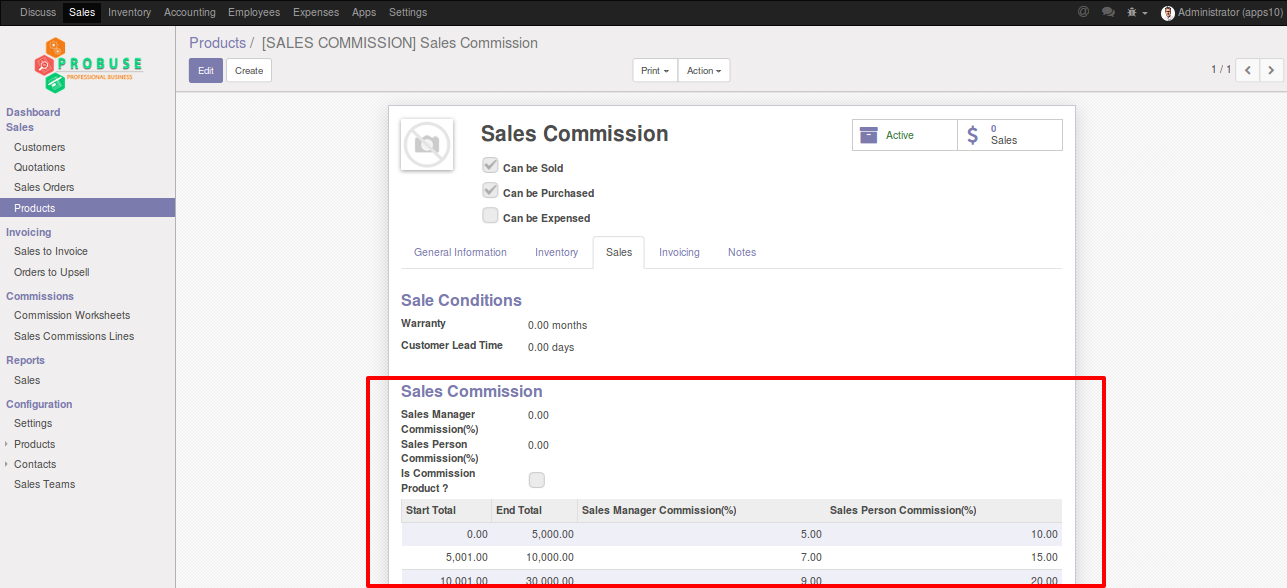 Discuss Sales Inventory Accounting Employees Expenses Apps Settings
@ Administrator (apps10)
PROBUSE
PROFESSIONAL BUSINESS
Dashboard
Sales
Customers
Quotations
Sales Orders
Products
Invoicing
Sales to Invoice
Orders to Upsell
Commissions
Commission Worksheets
Sales Commissions Lines
Reports
Sales
Configuration
Settings
Products
Contacts
Sales Teams
Products / [SALES COMMISSION] Sales Commission
Edit Create
Print Action
1 / 1
Sales Commission
Active
$ 0 Sales
Can be Sold
Can be Purchased
Can be Expensed
General Information Inventory Sales Invoicing Notes
Sale Conditions
Warranty 0.00 months
Customer Lead Time 0.00 days
Sales Commission
Sales Manager 0.00
Commission(%)
Sales Person 0.00
Commission(%)
Is Commission
Product ?
Start Total End Total Sales Manager Commission(%) Sales Person Commission(%)
0.00 5,000.00 5.00 10.00
5,001.00 10,000.00 7.00 15.00
10,001.00 30,000.00 9.00 20.00